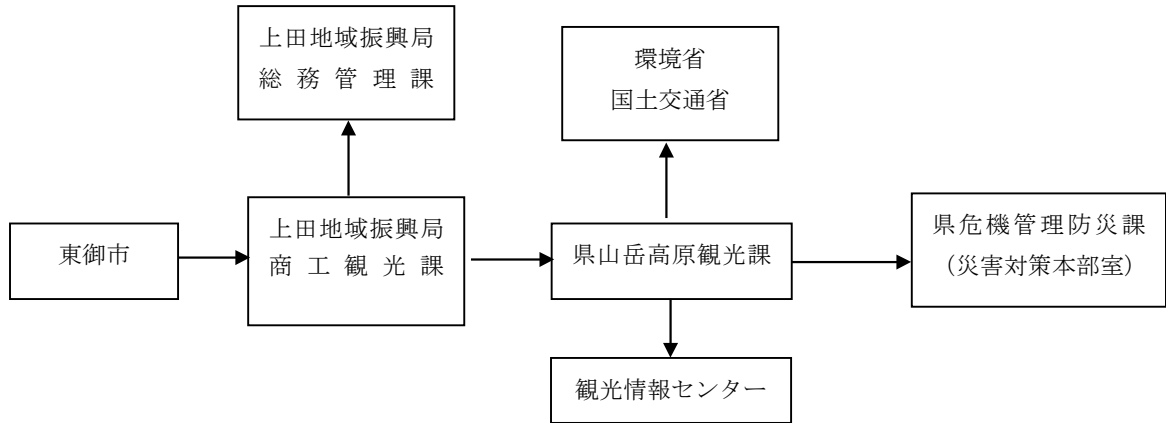 上田地域振興局
総務管理課
環境省
国土交通省
東御市
上田地域振興局
商工観光課
県山岳高原観光課
県危機管理防災課
（災害対策本部室）
観光情報センター